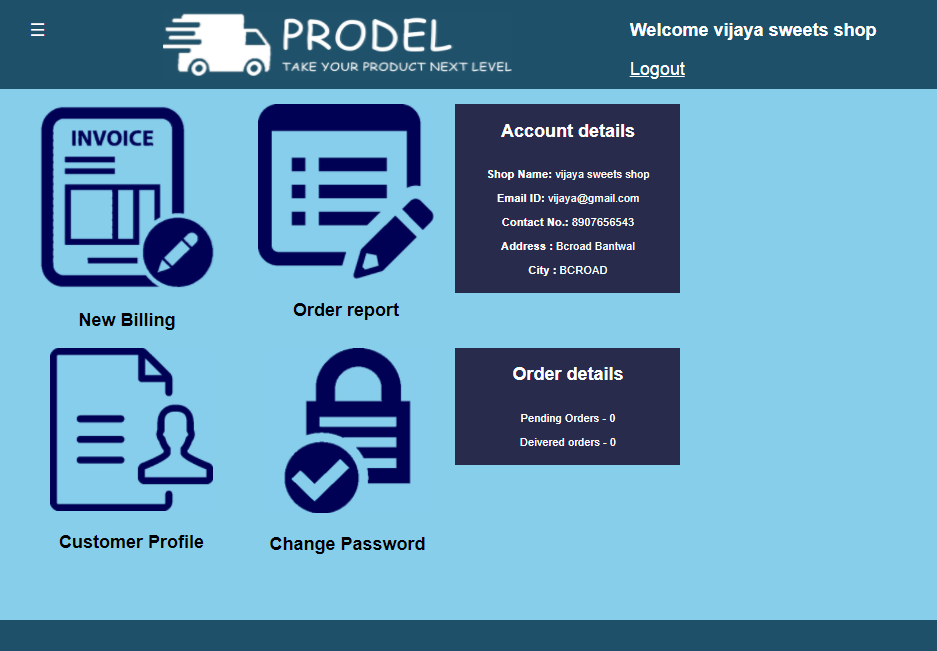 ☰
PRODEL
TAKE YOUR PRODUCT NEXT LEVEL
Welcome vijaya sweets shop
Logout
INVOICE
New Billing
Order report
Account details
Shop Name: vijaya sweets shop
Email ID: vijaya@gmail.com
Contact No.: 8907656543
Address : Bcroad Bantwal
City : BCROAD
Customer Profile
Change Password
Order details
Pending Orders - 0
Deivered orders - 0